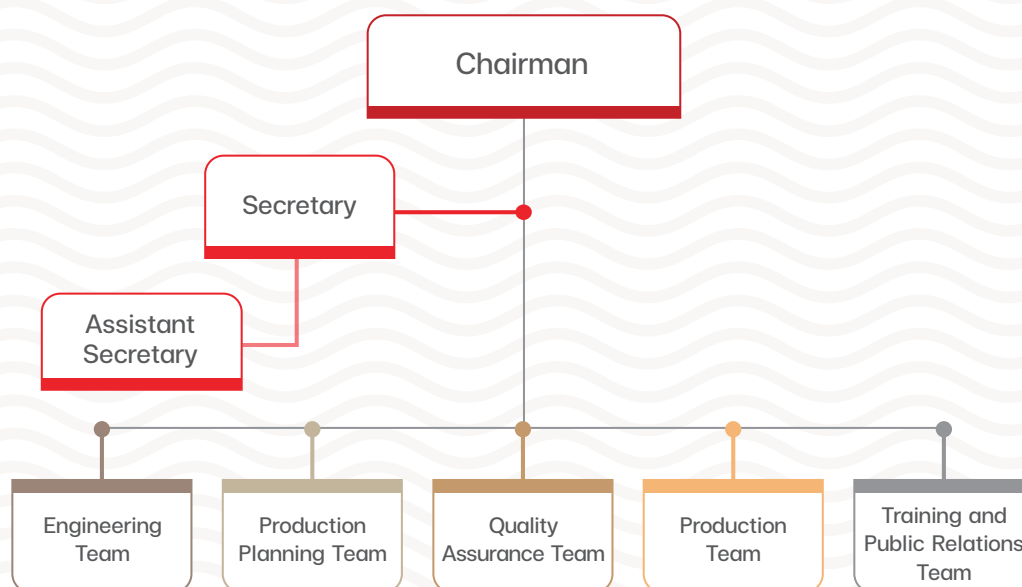 Chairman
Secretary
Assistant
Secretary
Engineering
Team
Production
Planning Team
Quality
Assurance Team
Production
Team
Training and
Public Relations
Team